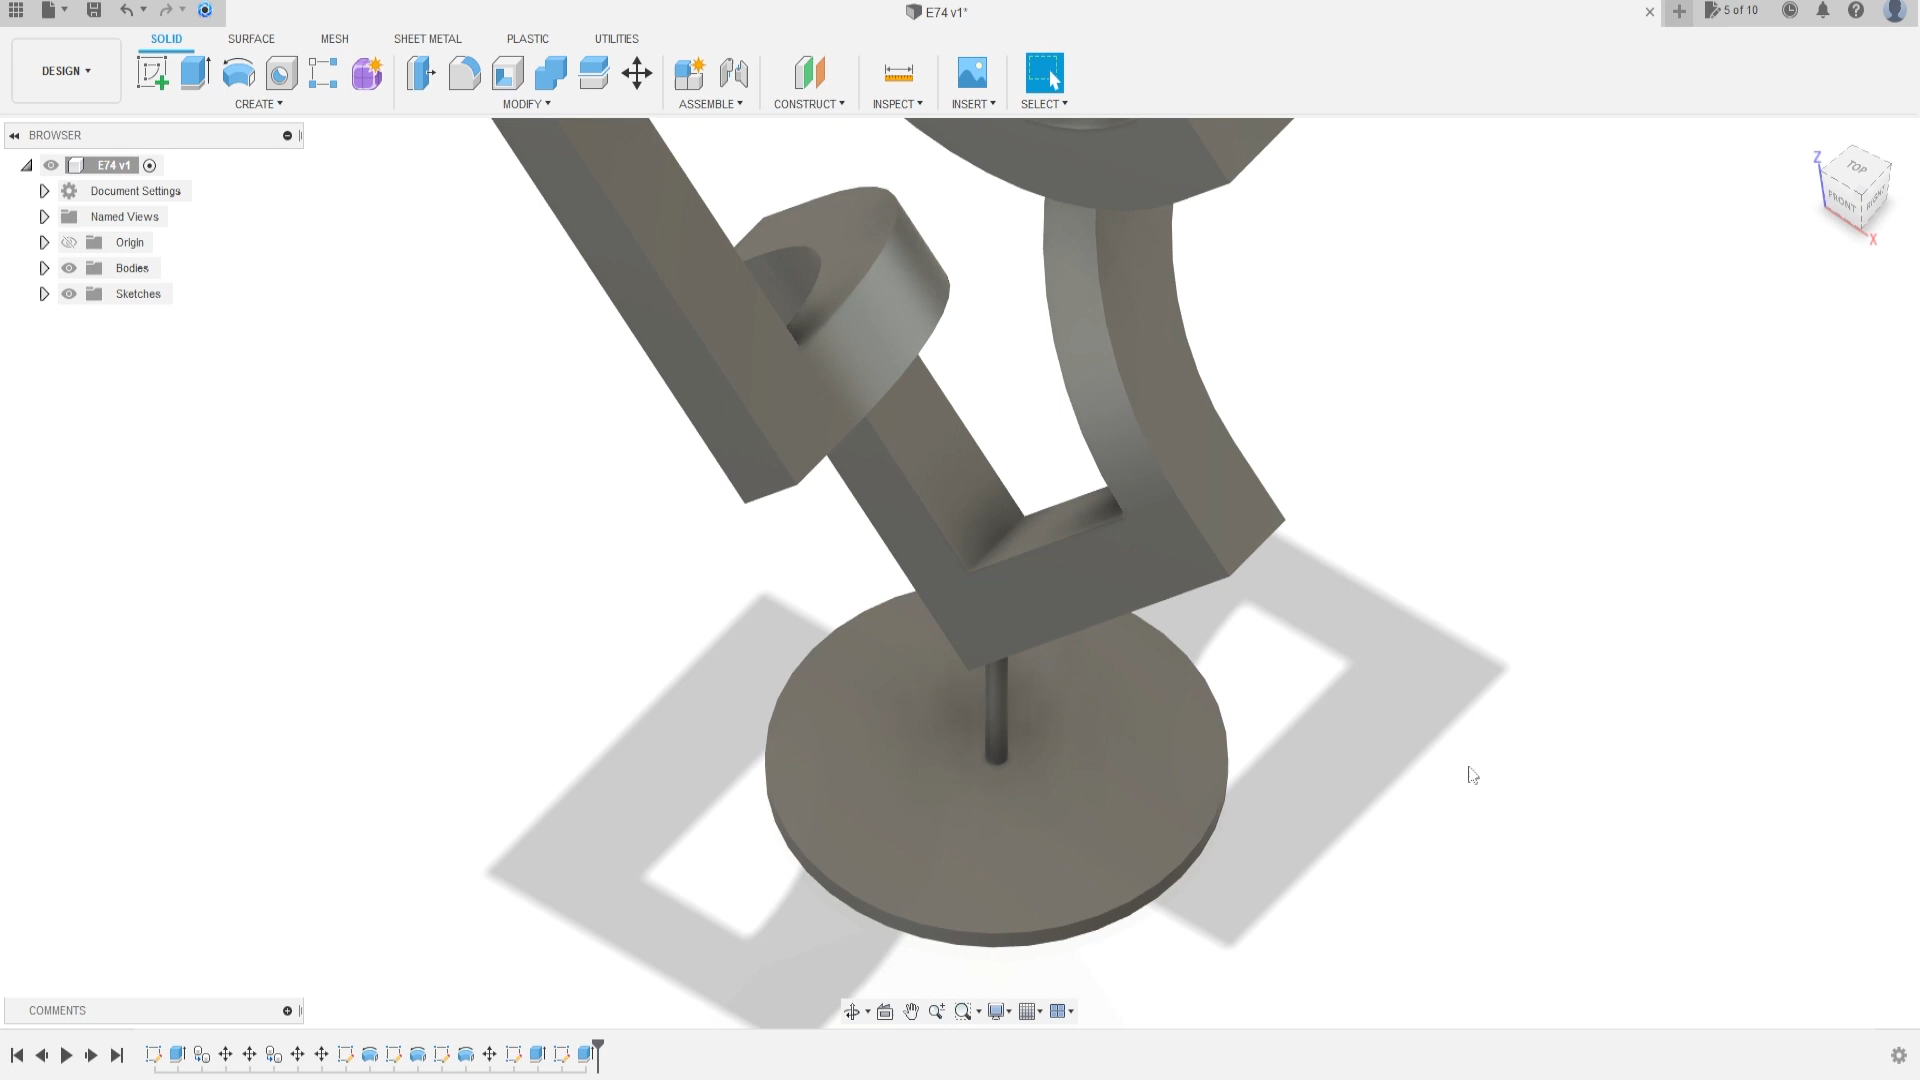 E74 v1*
5 of 10
DESIGN
SOLID
SURFACE
MESH
SHEET METAL
PLASTIC
UTILITIES
CREATE
MODIFY
ASSEMBLE
CONSTRUCT
INSPECT
INSERT
SELECT
BROWSER
E74 v1
Document Settings
Named Views
Origin
Bodies
Sketches
Z
TOP
FRONT
RIGHT
X
COMMENTS